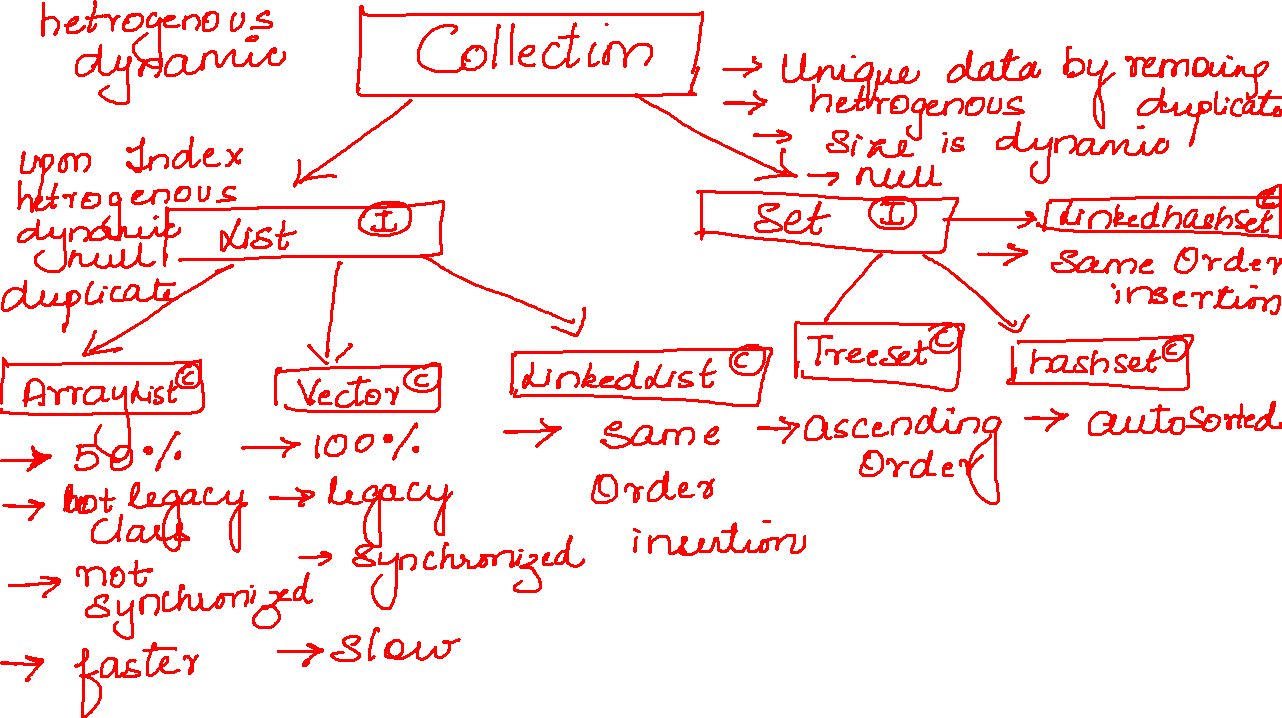 hetrogenous
dynamic
Collection
→ Unique data by removing
→ hetrogenous duplicate
→ Size is dynamic
→ null
upon Index
hetrogenous
dynamic
null
duplicate
List I
Set I
Linkedhashset C
→ Same Order
insertion
ArrayList C
Vector C
LinkedList C
Treeset C
hashset C
→ 50%
→ not legacy
class
→ not
synchronized
→ faster
→ 100%
→ legacy
→ synchronized
→ slow
→ same
Order
insertion
→ ascending
Order
→ autosorted